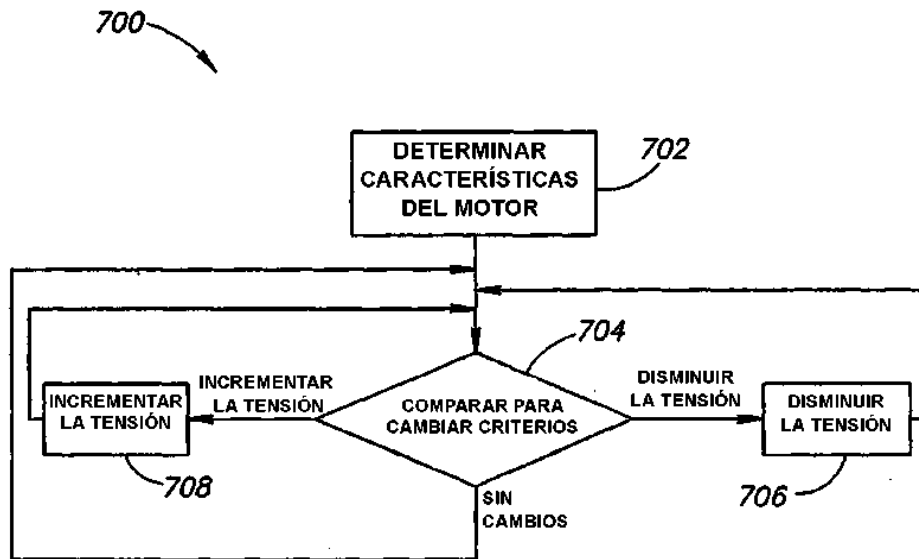 700
DETERMINAR
CARACTERÍSTICAS
DEL MOTOR
702
704
INCREMENTAR
LA TENSIÓN
INCREMENTAR
LA TENSIÓN
COMPARAR PARA
CAMBIAR CRITERIOS
DISMINUIR
LA TENSIÓN
DISMINUIR
LA TENSIÓN
708
706
SIN
CAMBIOS